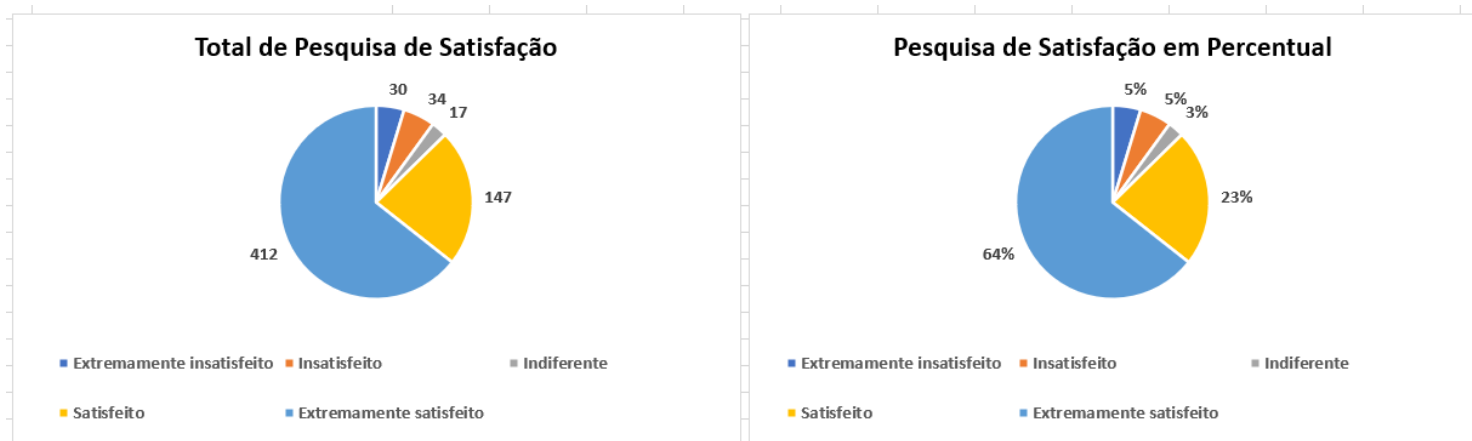 Total de Pesquisa de Satisfação
30
34
17
147
412
Extremamente insatisfeito Insatisfeito Indiferente
Satisfeito Extremamente satisfeito
Pesquisa de Satisfação em Percentual
5%
5%
3%
23%
64%
Extremamente insatisfeito Insatisfeito Indiferente
Satisfeito Extremamente satisfeito